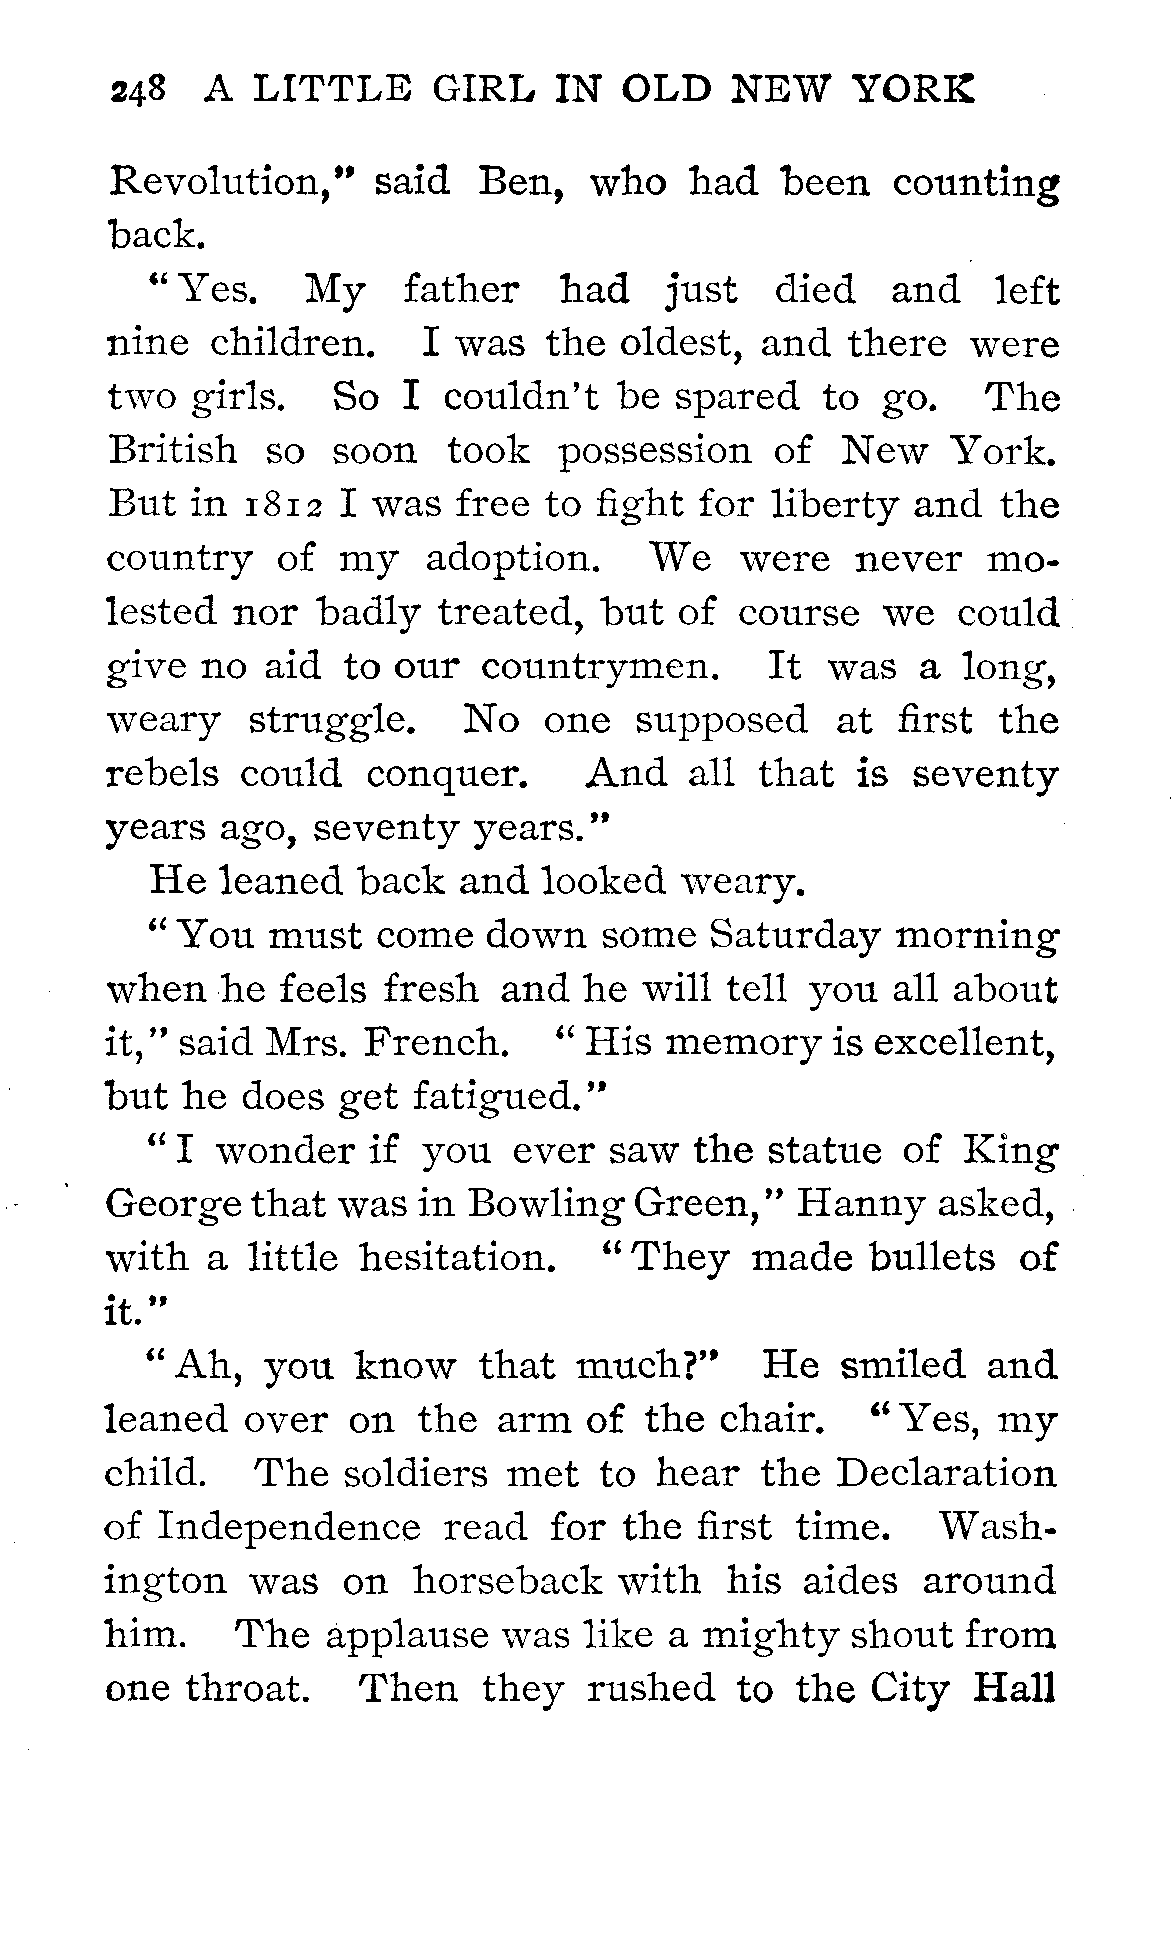 248 A LITTLE GIRL IN OLD NEW YORK
Revolution," said Ben, who had been counting
back.
"Yes. My father had just died and left
nine children. I was the oldest, and there were
two girls. So I couldn't be spared to go. The
British so soon took possession of New York.
But in 1812 I was free to fight for liberty and the
country of my adoption. We were never mo-
lested nor badly treated, but of course we could
give no aid to our countrymen. It was a long,
weary struggle. No one supposed at first the
rebels could conquer. And all that is seventy
years ago, seventy years."
He leaned back and looked weary.
"You must come down some Saturday morning
when he feels fresh and he will tell you all about
it," said Mrs. French. "His memory is excellent,
but he does get fatigued."
"I wonder if you ever saw the statue of King
George that was in Bowling Green," Hanny asked,
with a little hesitation. "They made bullets of
it."
"Ah, you know that much?" He smiled and
leaned over on the arm of the chair. "Yes, my
child. The soldiers met to hear the Declaration
of Independence read for the first time. Wash-
ington was on horseback with his aides around
him. The applause was like a mighty shout from
one throat. Then they rushed to the City Hall